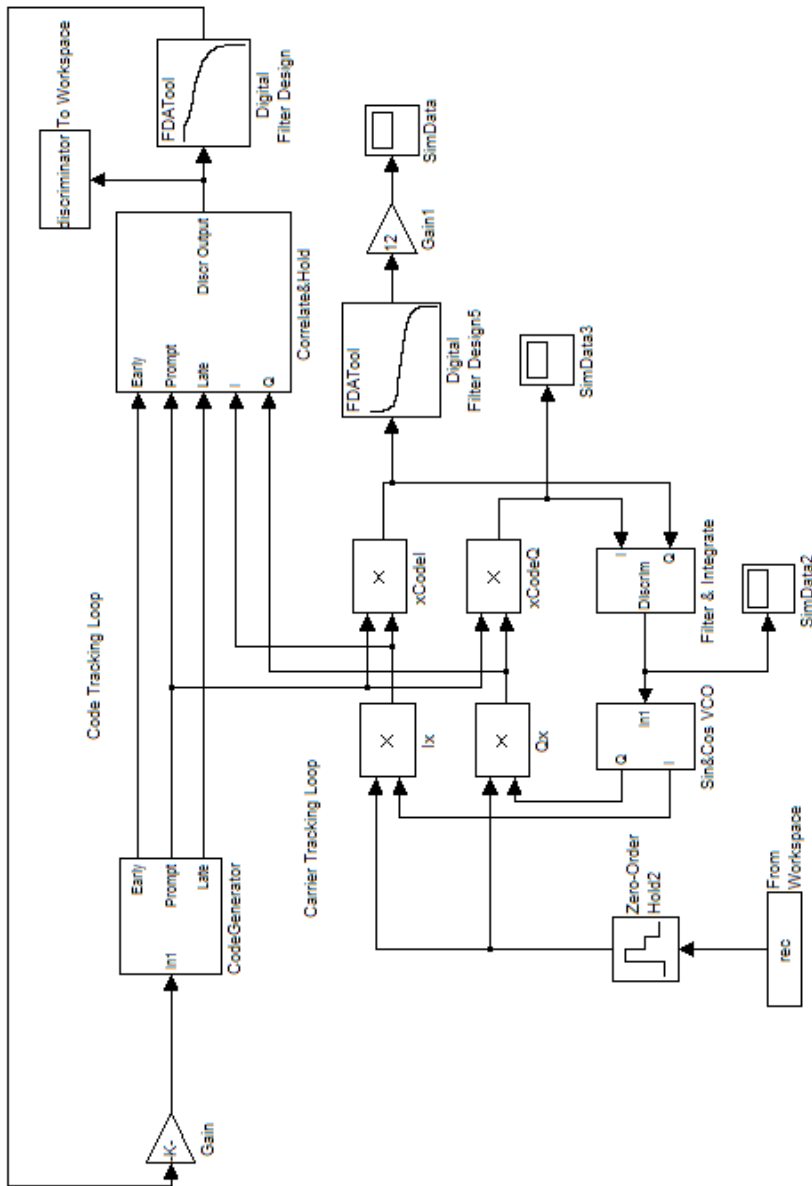 Code Tracking Loop
-K-
Gain
In1
Early
Prompt
Late
CodeGenerator
Early
Prompt
Late
I
Q
Discr Output
Correlate&Hold
discriminator
To Workspace
FDATool
Digital
Filter Design
Carrier Tracking Loop
X
Ix
X
Qx
X
xCodeI
X
xCodeQ
FDATool
Digital
Filter Design5
12
Gain1
SimData
SimData3
Q
I
In1
Sin&Cos VCO
I
Q
Discrim
Filter & Integrate
SimData2
Zero-Order
Hold2
rec
From
Workspace